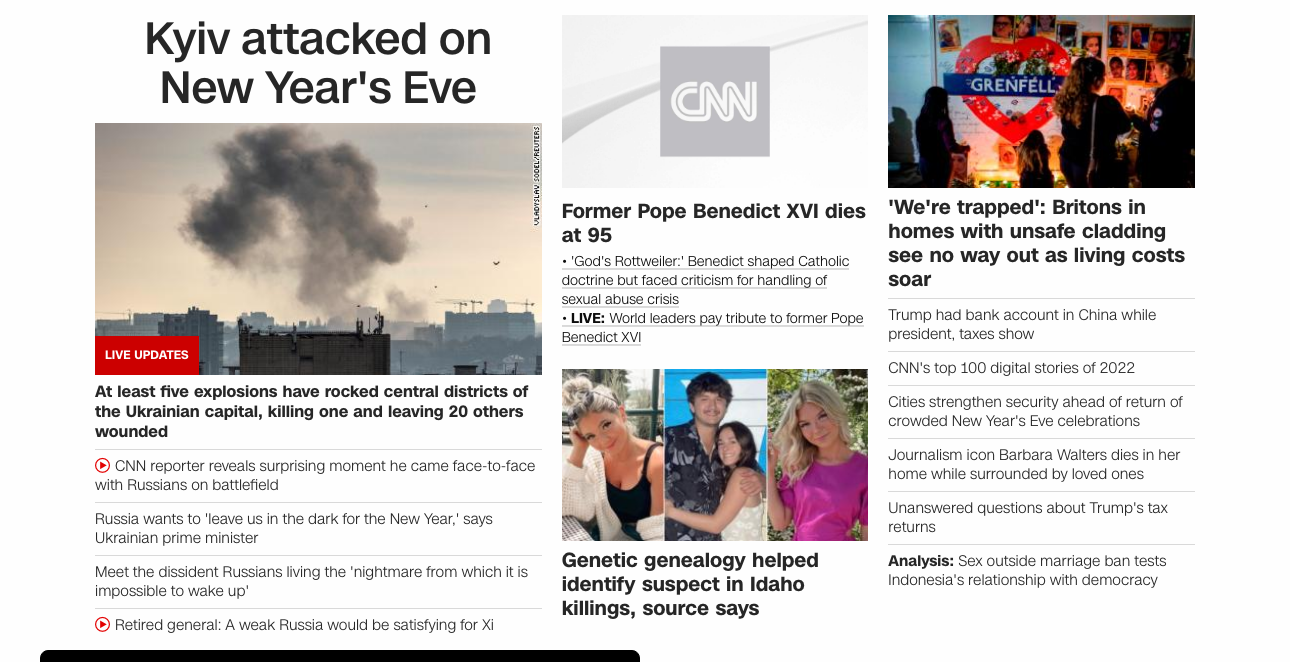 Kyiv attacked on
New Year's Eve
VLADYSLAV SODEL/REUTERS
LIVE UPDATES
At least five explosions have rocked central districts of
the Ukrainian capital, killing one and leaving 20 others
wounded
CNN reporter reveals surprising moment he came face-to-face
with Russians on battlefield
Russia wants to 'leave us in the dark for the New Year,' says
Ukrainian prime minister
Meet the dissident Russians living the 'nightmare from which it is
impossible to wake up'
Retired general: A weak Russia would be satisfying for Xi
CNN
Former Pope Benedict XVI dies
at 95
• 'God's Rottweiler:' Benedict shaped Catholic
doctrine but faced criticism for handling of
sexual abuse crisis
• LIVE: World leaders pay tribute to former Pope
Benedict XVI
Genetic genealogy helped
identify suspect in Idaho
killings, source says
GRENFELL
'We're trapped': Britons in
homes with unsafe cladding
see no way out as living costs
soar
Trump had bank account in China while
president, taxes show
CNN's top 100 digital stories of 2022
Cities strengthen security ahead of return of
crowded New Year's Eve celebrations
Journalism icon Barbara Walters dies in her
home while surrounded by loved ones
Unanswered questions about Trump's tax
returns
Analysis: Sex outside marriage ban tests
Indonesia's relationship with democracy